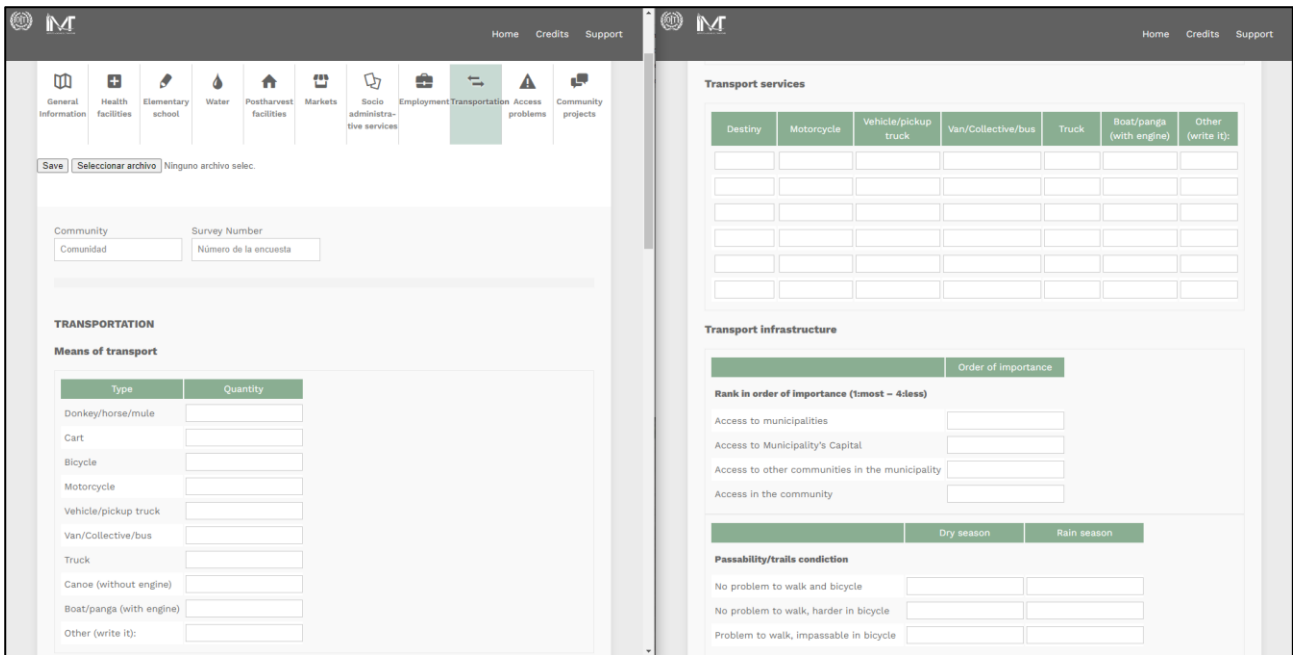 IMT
Home Credits Support
General Information
Health facilities
Elementary school
Water
Postharvest facilities
Markets
Socio administra-tive services
Employment
Transportation
Access problems
Community projects
Save Seleccionar archivo Ninguno archivo selec.
Community Survey Number
Comunidad Número de la encuesta
TRANSPORTATION
Means of transport
Type Quantity
Donkey/horse/mule
Cart
Bicycle
Motorcycle
Vehicle/pickup truck
Van/Collective/bus
Truck
Canoe (without engine)
Boat/panga (with engine)
Other (write it):
IMT
Home Credits Support
Transport services
Destiny Motorcycle Vehicle/pickup truck Van/Collective/bus Truck Boat/panga (with engine) Other (write it):
Transport infrastructure
Order of importance
Rank in order of importance (1:most – 4:less)
Access to municipalities
Access to Municipality's Capital
Access to other communities in the municipality
Access in the community
Dry season Rain season
Passability/trails condiction
No problem to walk and bicycle
No problem to walk, harder in bicycle
Problem to walk, impassable in bicycle